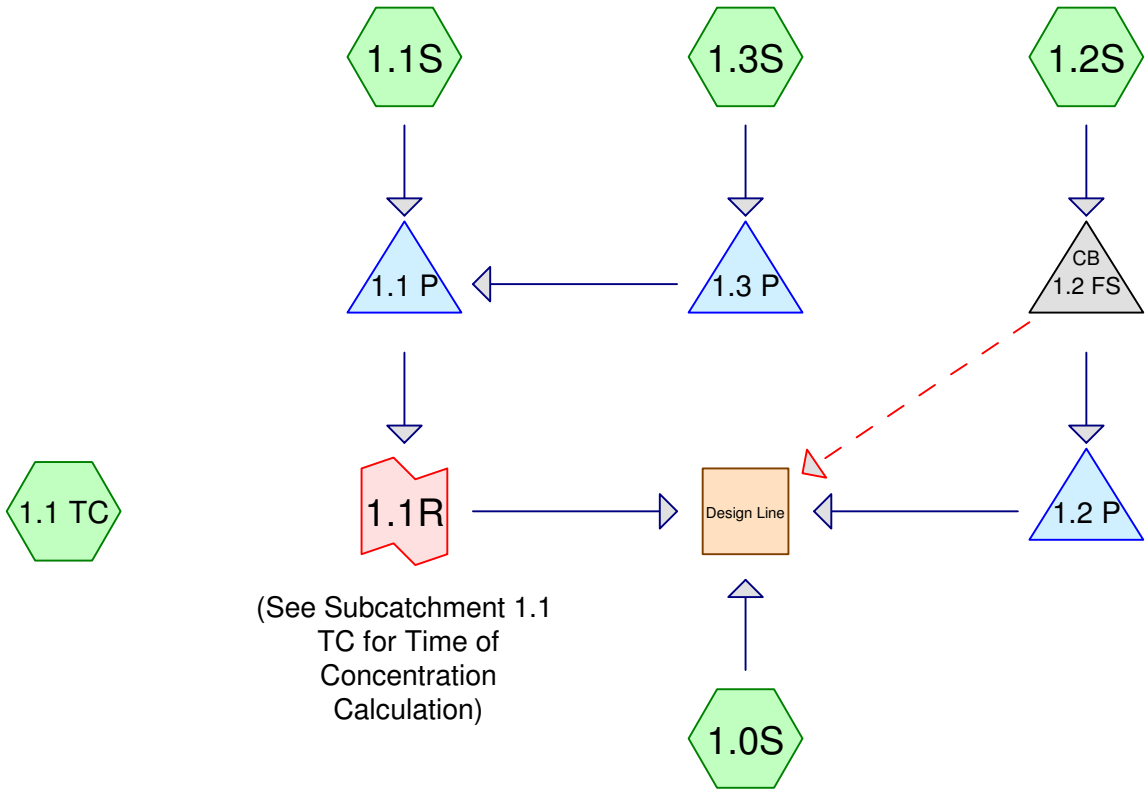 1.1S
1.3S
1.2S
1.1 P
1.3 P
CB
1.2 FS
1.1 TC
1.1R
Design Line
1.2 P
(See Subcatchment 1.1
TC for Time of
Concentration
Calculation)
1.0S